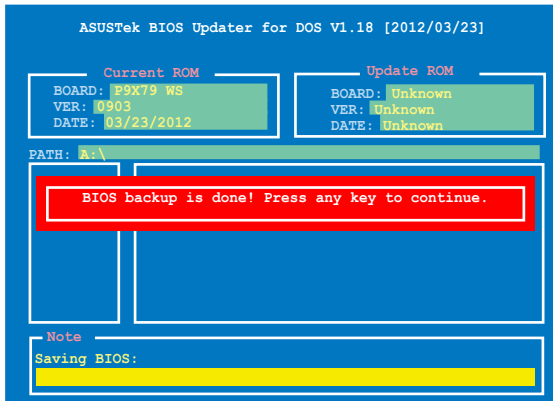 ASUSTek BIOS Updater for DOS V1.18 [2012/03/23]
Current ROM
BOARD: P9X79 WS
VER: 0903
DATE: 03/23/2012
Update ROM
BOARD: Unknown
VER: Unknown
DATE: Unknown
PATH: A:\
BIOS backup is done! Press any key to continue.
Note
Saving BIOS: